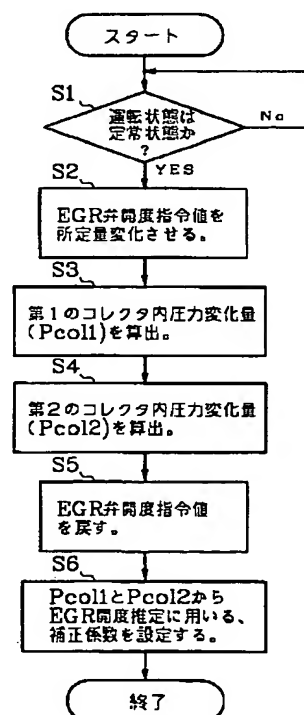 スタート
S1
運転状態は
定常状態か
?
No
YES
S2
EGR弁開度指令値を
所定量変化させる。
S3
第1のコレクタ内圧力変化量
(Pcol1)を算出。
S4
第2のコレクタ内圧力変化量
(Pcol2)を算出。
S5
EGR弁開度指令値
を戻す。
S6
Pcol1とPcol2から
EGR開度推定に用いる、
補正係数を設定する。
終了